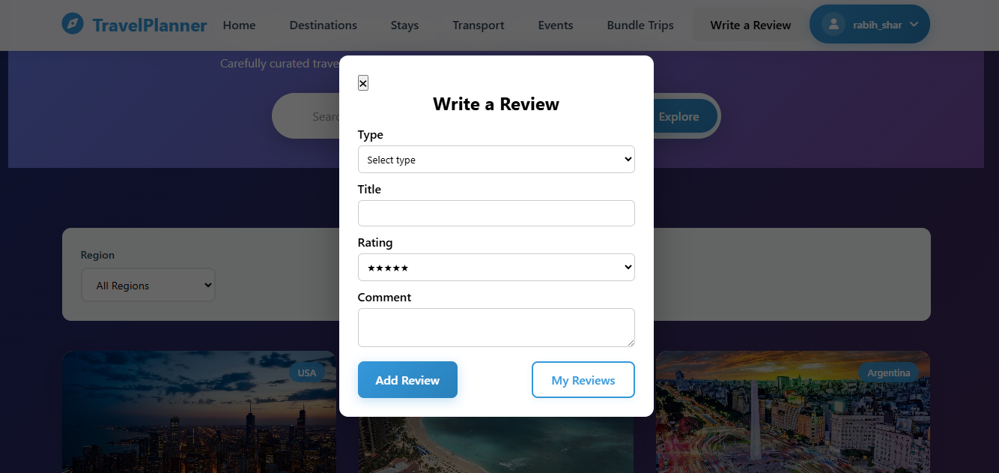 TravelPlanner Home Destinations Stays Transport Events Bundle Trips Write a Review rabih_shar
Carefully curated trave
×
Write a Review
Searc
Explore
Type
Select type
Title
Rating
★★★★★
Comment
Add Review My Reviews
Region
All Regions
USA
Argentina